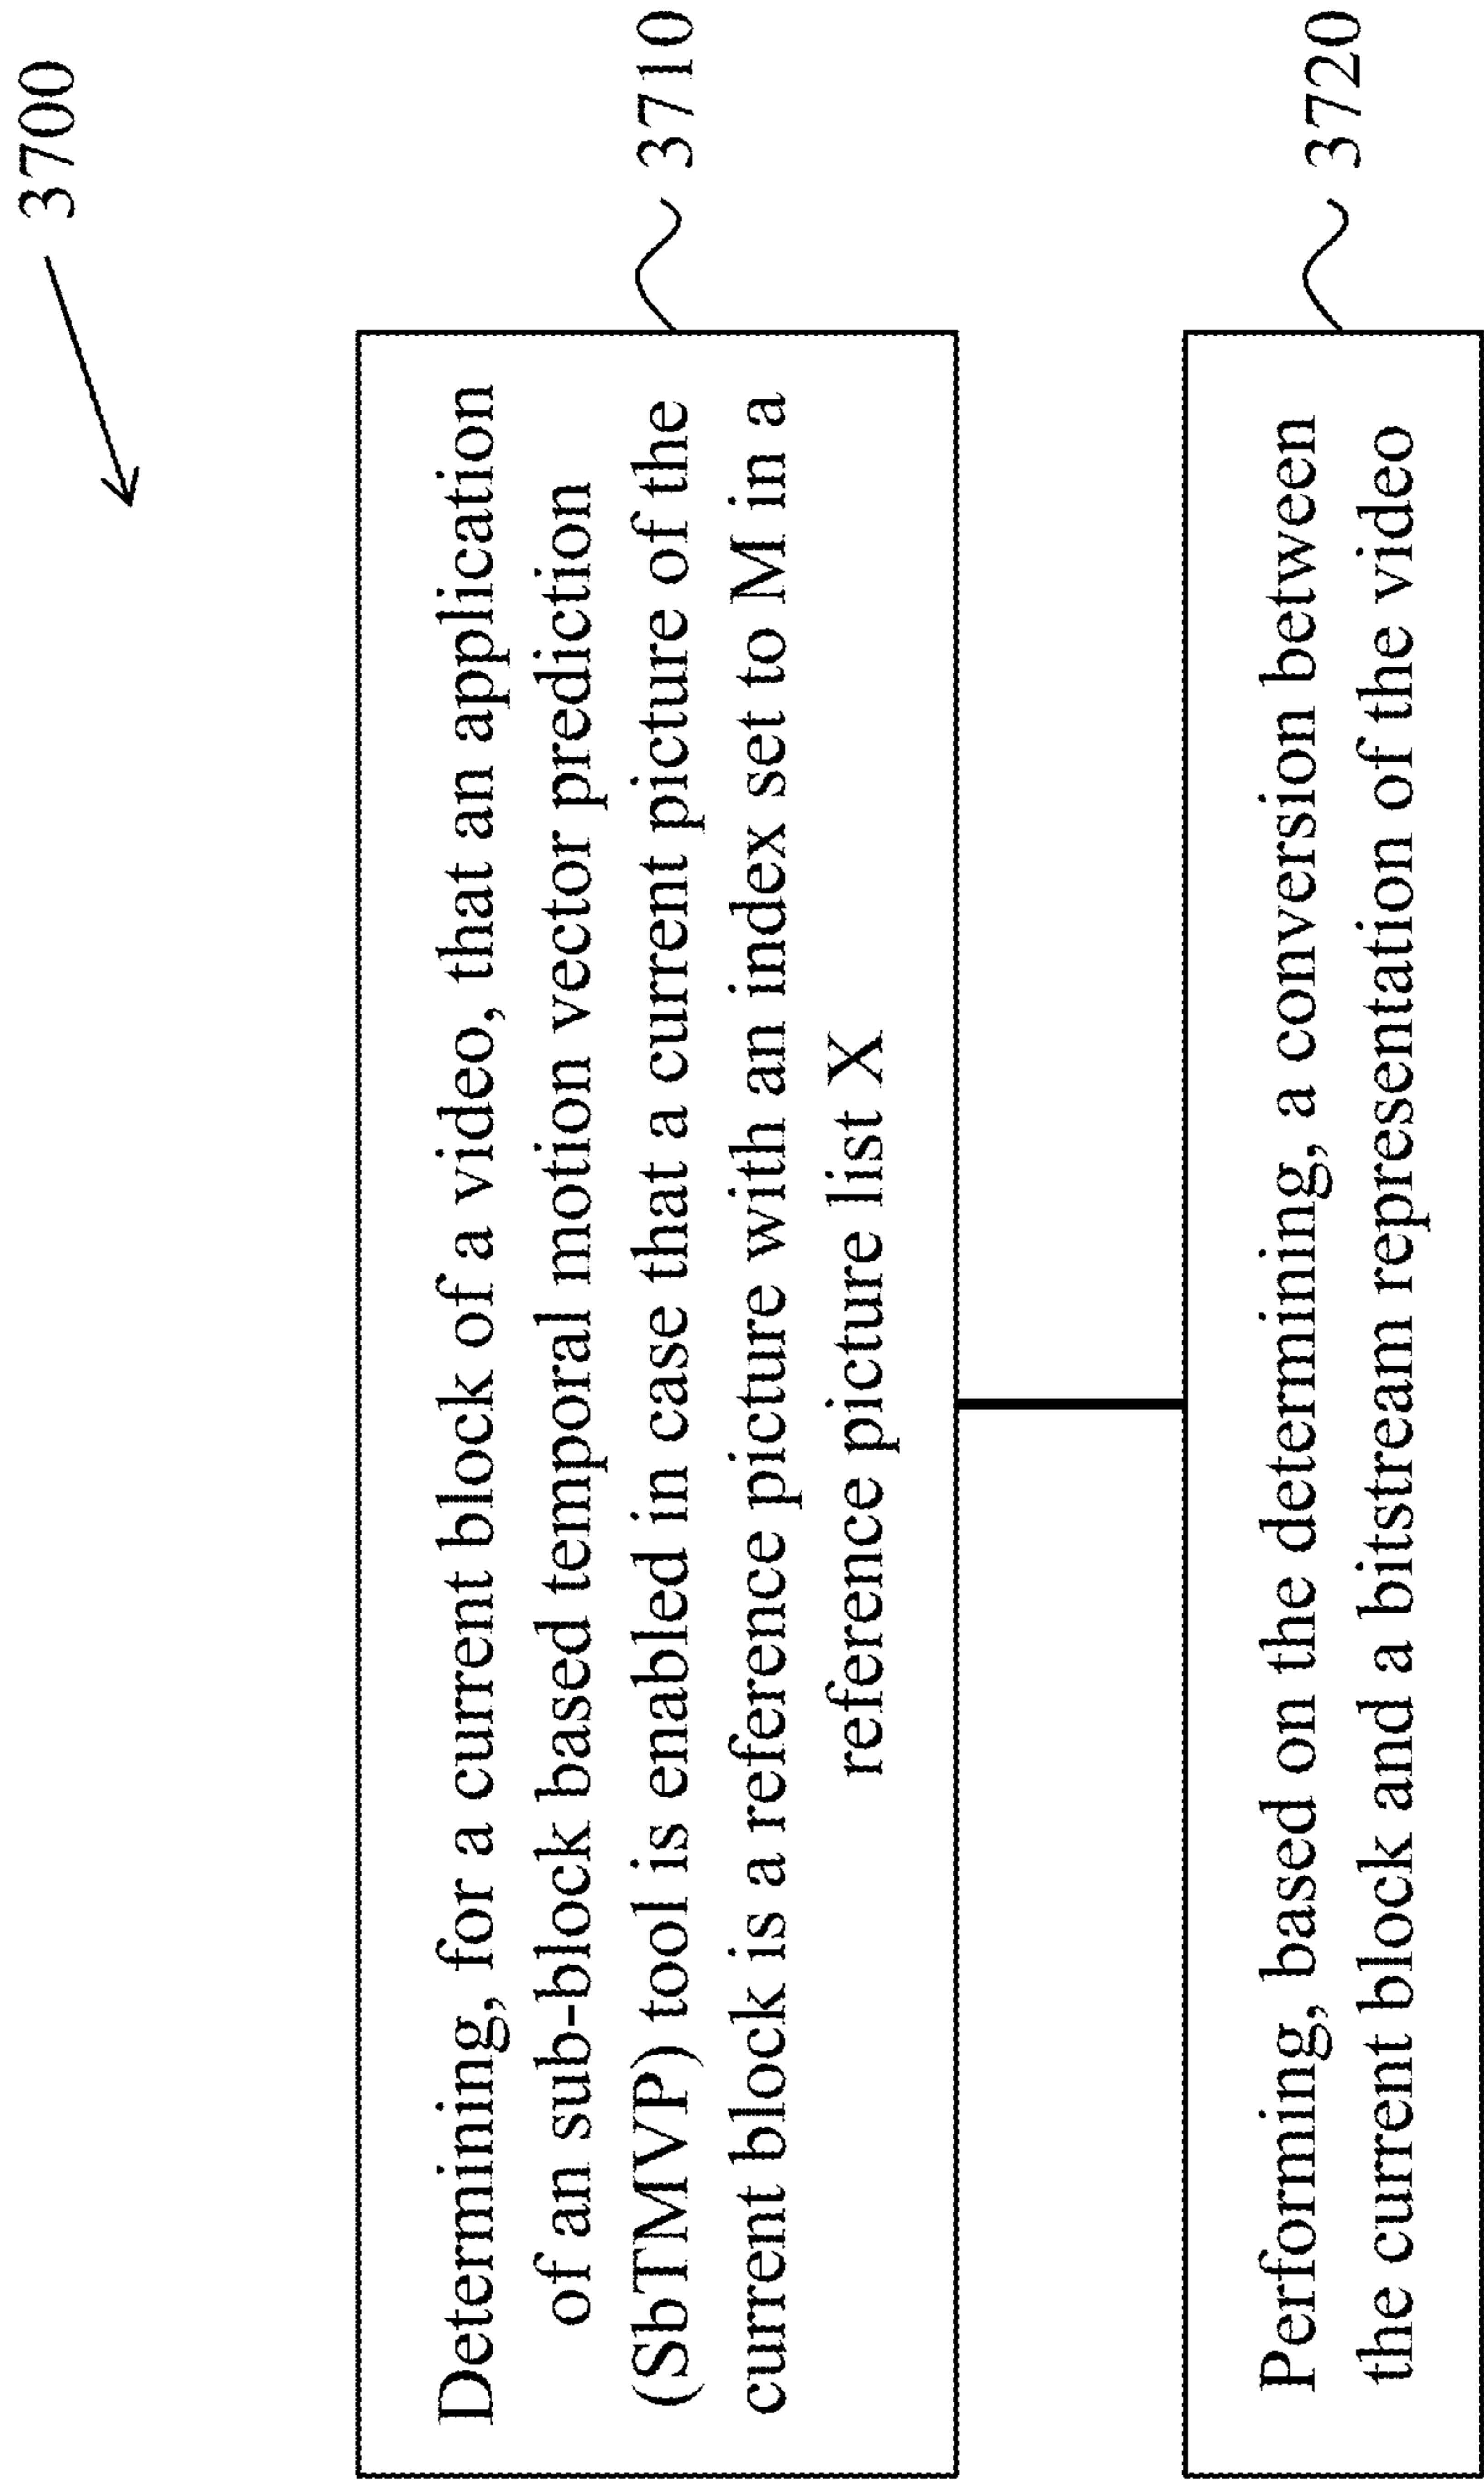 3700
Determining, for a current block of a video, that an application
of an sub-block based temporal motion vector prediction
(SbTMVP) tool is enabled in case that a current picture of the
current block is a reference picture with an index set to M in a
reference picture list X
3710
Performing, based on the determining, a conversion between
the current block and a bitstream representation of the video
3720